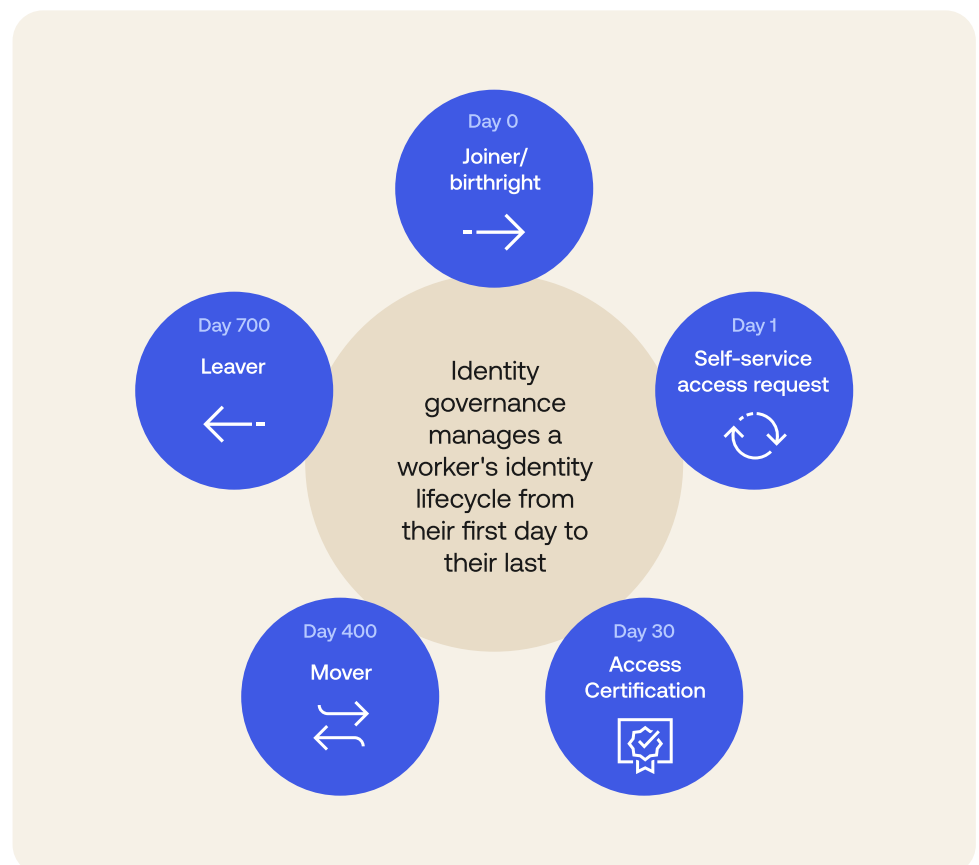 Day 0
Joiner/
birthright
Day 1
Self-service
access request
Day 30
Access
Certification
Day 400
Mover
Day 700
Leaver
Identity
governance
manages a
worker's identity
lifecycle from
their first day to
their last